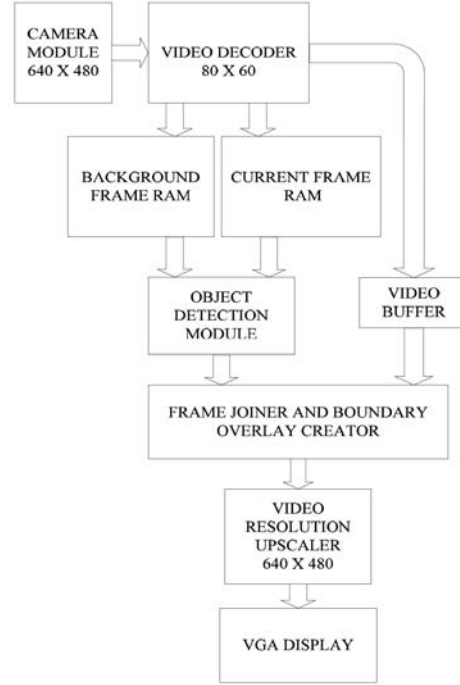 CAMERA
MODULE
640 X 480
VIDEO DECODER
80 X 60
BACKGROUND
FRAME RAM
CURRENT FRAME
RAM
OBJECT
DETECTION
MODULE
VIDEO
BUFFER
FRAME JOINER AND BOUNDARY
OVERLAY CREATOR
VIDEO
RESOLUTION
UPSCALER
640 X 480
VGA DISPLAY